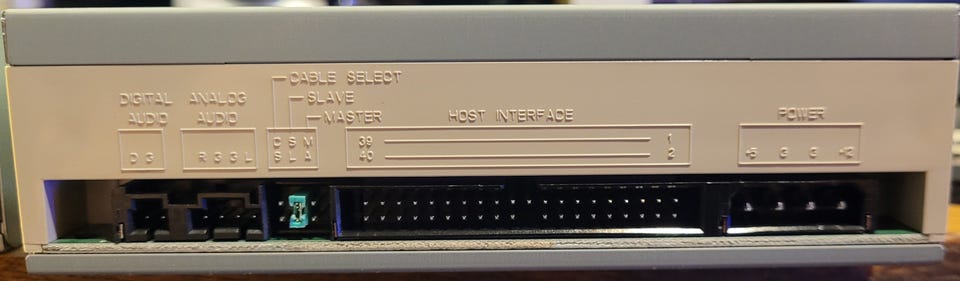 CABLE SELECT
SLAVE
MASTER
DIGITAL AUDIO
ANALOG AUDIO
HOST INTERFACE
POWER
D G
R G G L
C S M
S L A
39 1
40 2
+5 G G +12